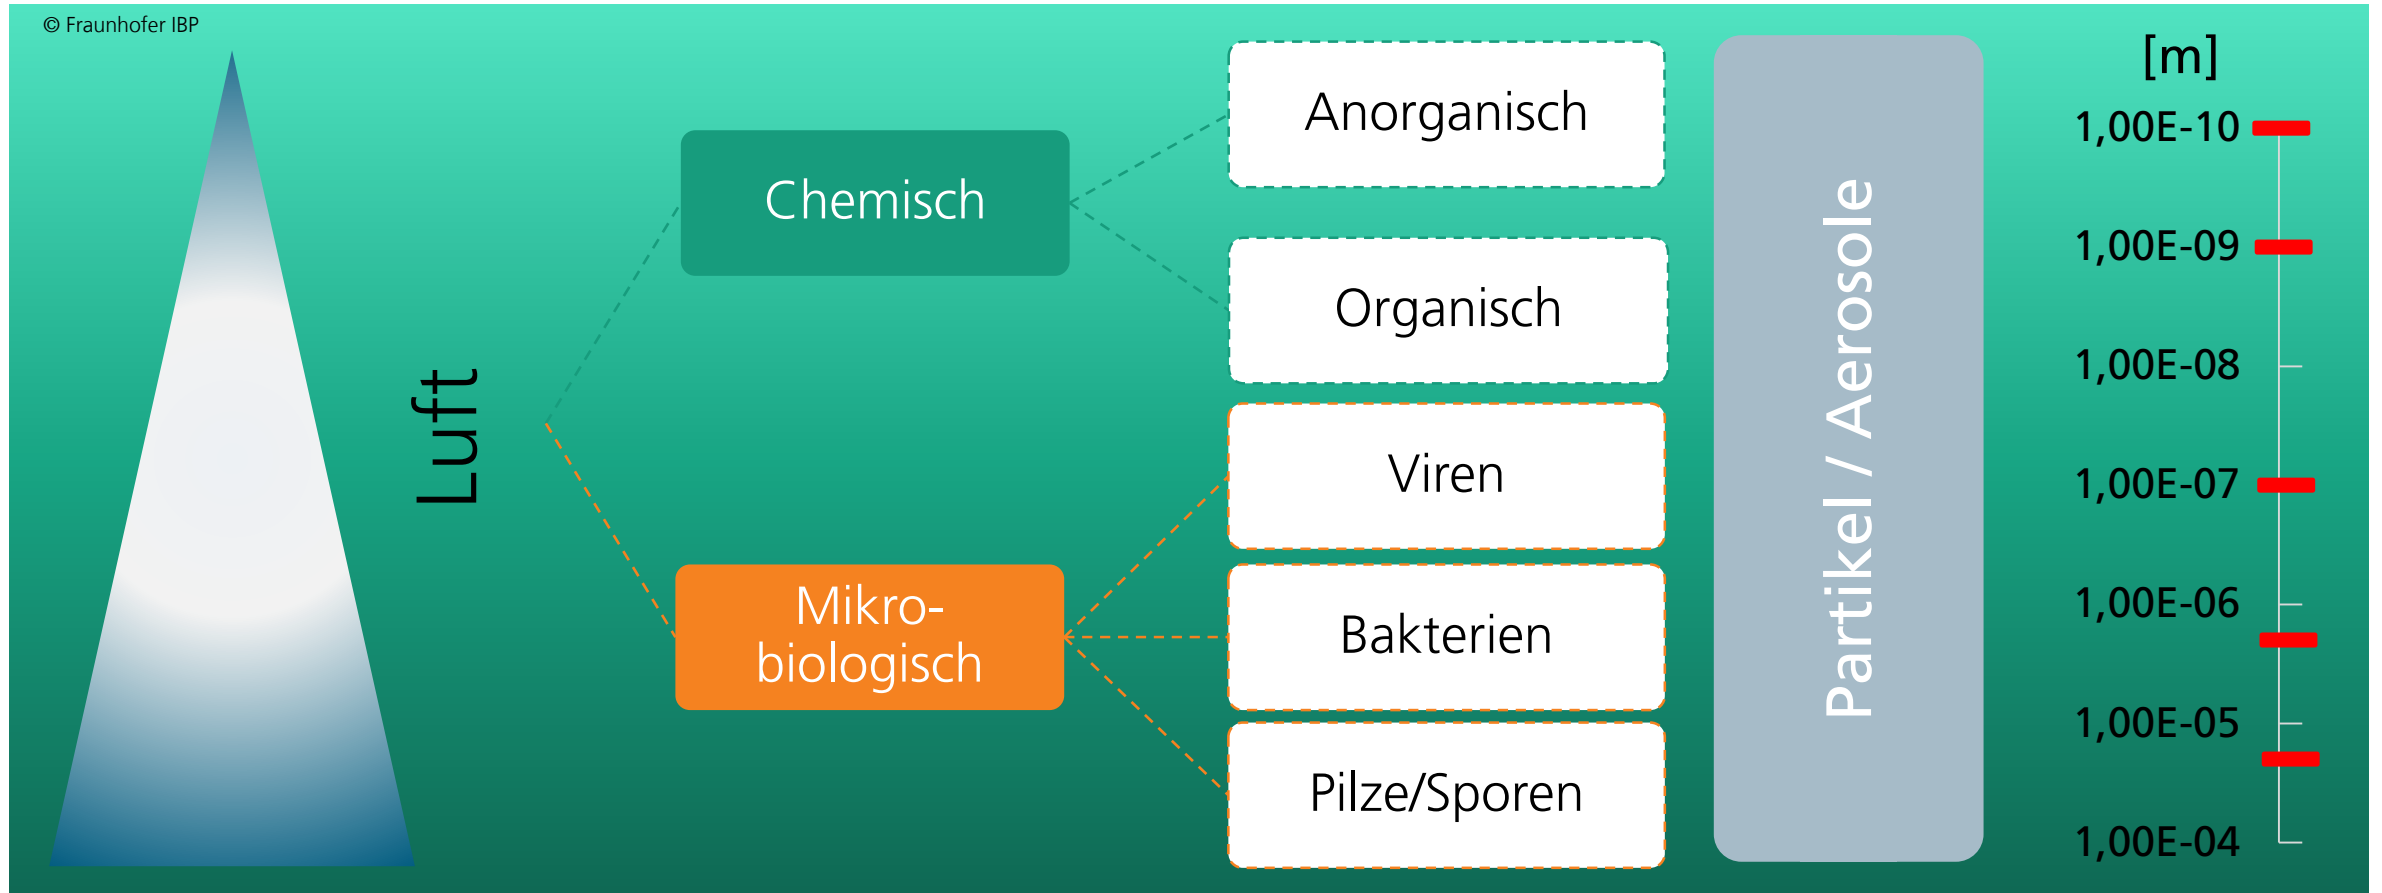 © Fraunhofer IBP
Luft
Chemisch
Mikro-
biologisch
Anorganisch
Organisch
Viren
Bakterien
Pilze/Sporen
Partikel / Aerosole
[m]
1,00E-10
1,00E-09
1,00E-08
1,00E-07
1,00E-06
1,00E-05
1,00E-04